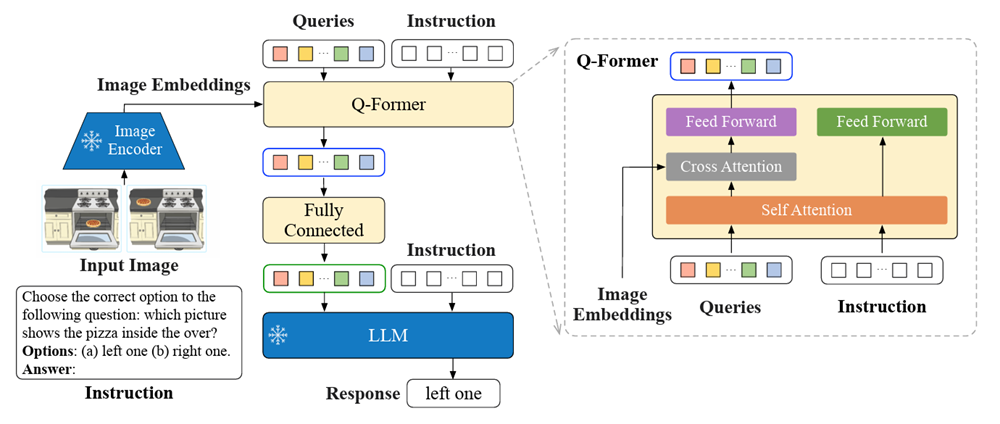 Queries
Instruction
Image Embeddings
Q-Former
Image
Encoder
Input Image
Fully
Connected
Instruction
LLM
Response
left one
Choose the correct option to the
following question: which picture
shows the pizza inside the over?
Options: (a) left one (b) right one.
Answer:
Instruction
Q-Former
Feed Forward
Feed Forward
Cross Attention
Self Attention
Image
Embeddings
Queries
Instruction